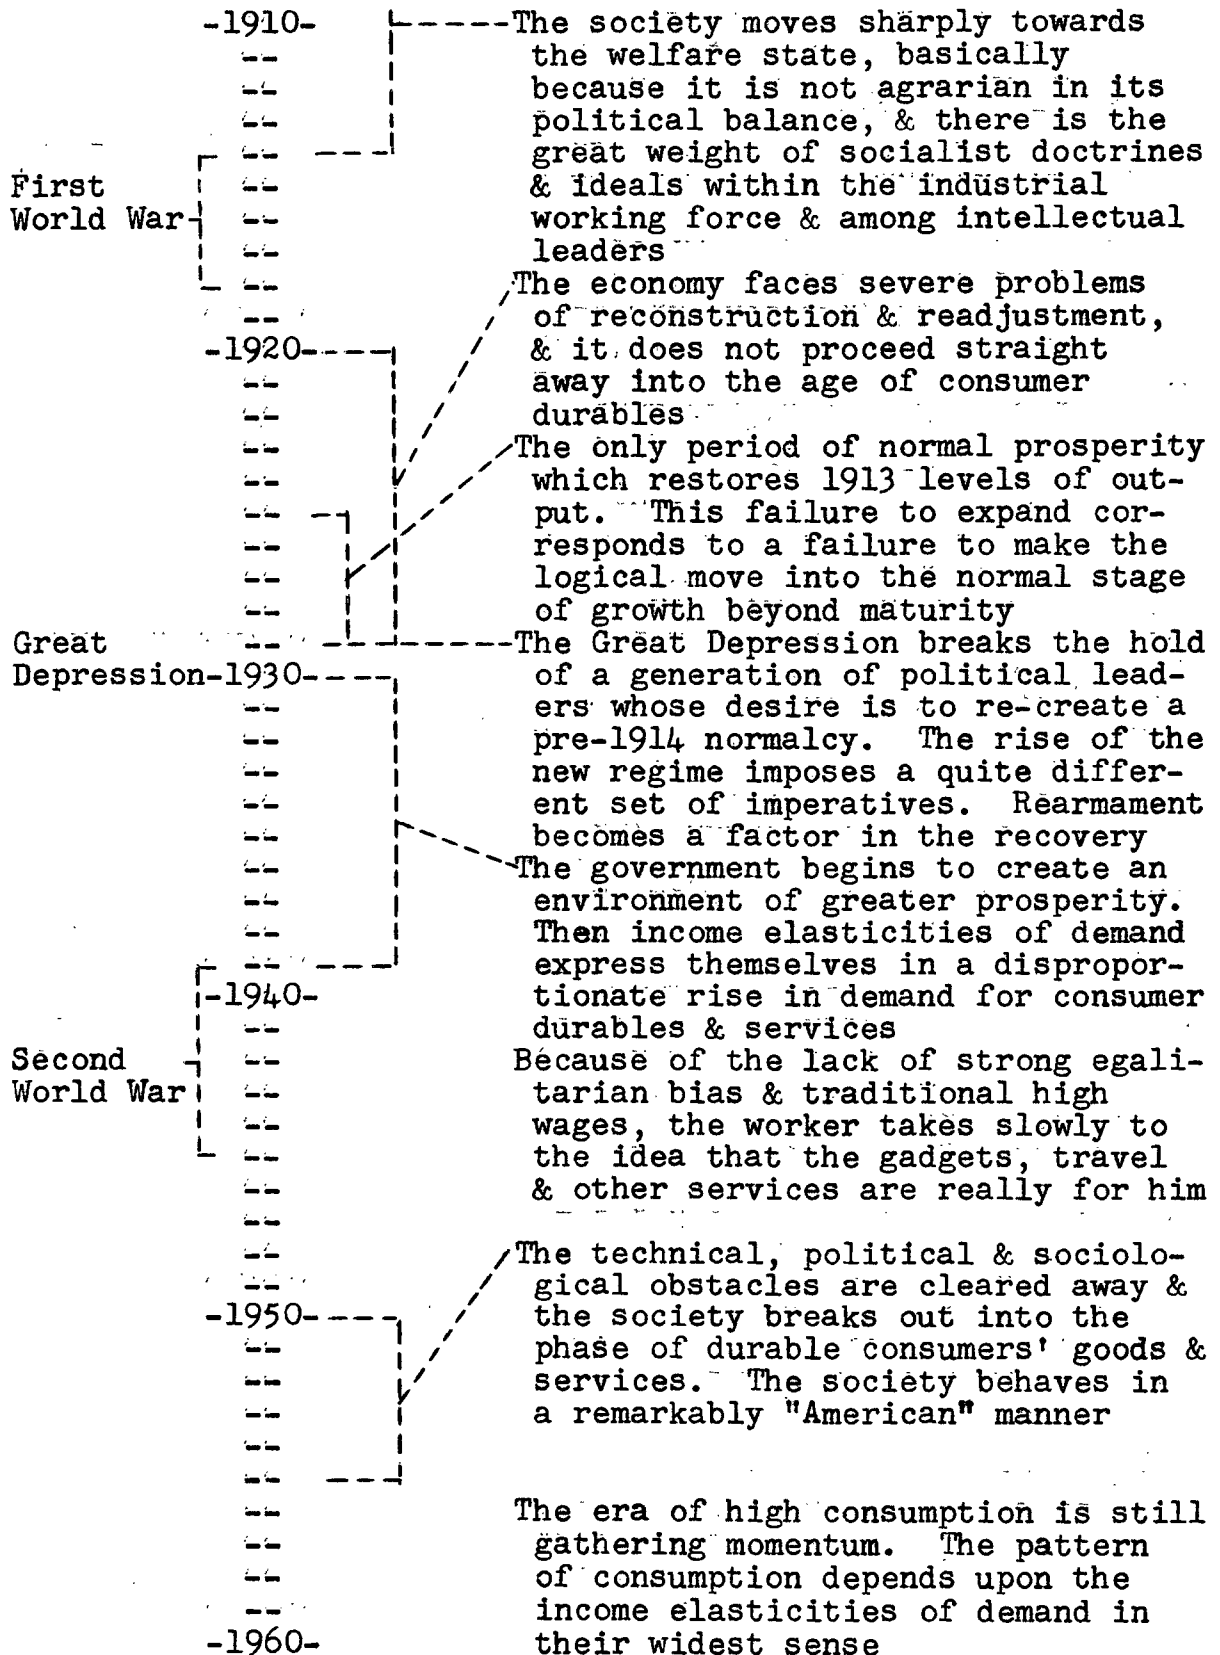 -1910-
First
World War
-1920-
Great
Depression-1930-
-1940-
Second
World War
-1950-
-1960-
The society moves sharply towards
the welfare state, basically
because it is not agrarian in its
political balance, & there is the
great weight of socialist doctrines
& ideals within the industrial
working force & among intellectual
leaders
The economy faces severe problems
of reconstruction & readjustment,
& it does not proceed straight
away into the age of consumer
durables
The only period of normal prosperity
which restores 1913 levels of out-
put. This failure to expand cor-
responds to a failure to make the
logical move into the normal stage
of growth beyond maturity
The Great Depression breaks the hold
of a generation of political lead-
ers whose desire is to re-create a
pre-1914 normalcy. The rise of the
new regime imposes a quite differ-
ent set of imperatives. Rearmament
becomes a factor in the recovery
The government begins to create an
environment of greater prosperity.
Then income elasticities of demand
express themselves in a dispropor-
tionate rise in demand for consumer
durables & services
Because of the lack of strong egali-
tarian bias & traditional high
wages, the worker takes slowly to
the idea that the gadgets, travel
& other services are really for him
The technical, political & sociolo-
gical obstacles are cleared away &
the society breaks out into the
phase of durable consumers' goods &
services. The society behaves in
a remarkably "American" manner
The era of high consumption is still
gathering momentum. The pattern
of consumption depends upon the
income elasticities of demand in
their widest sense